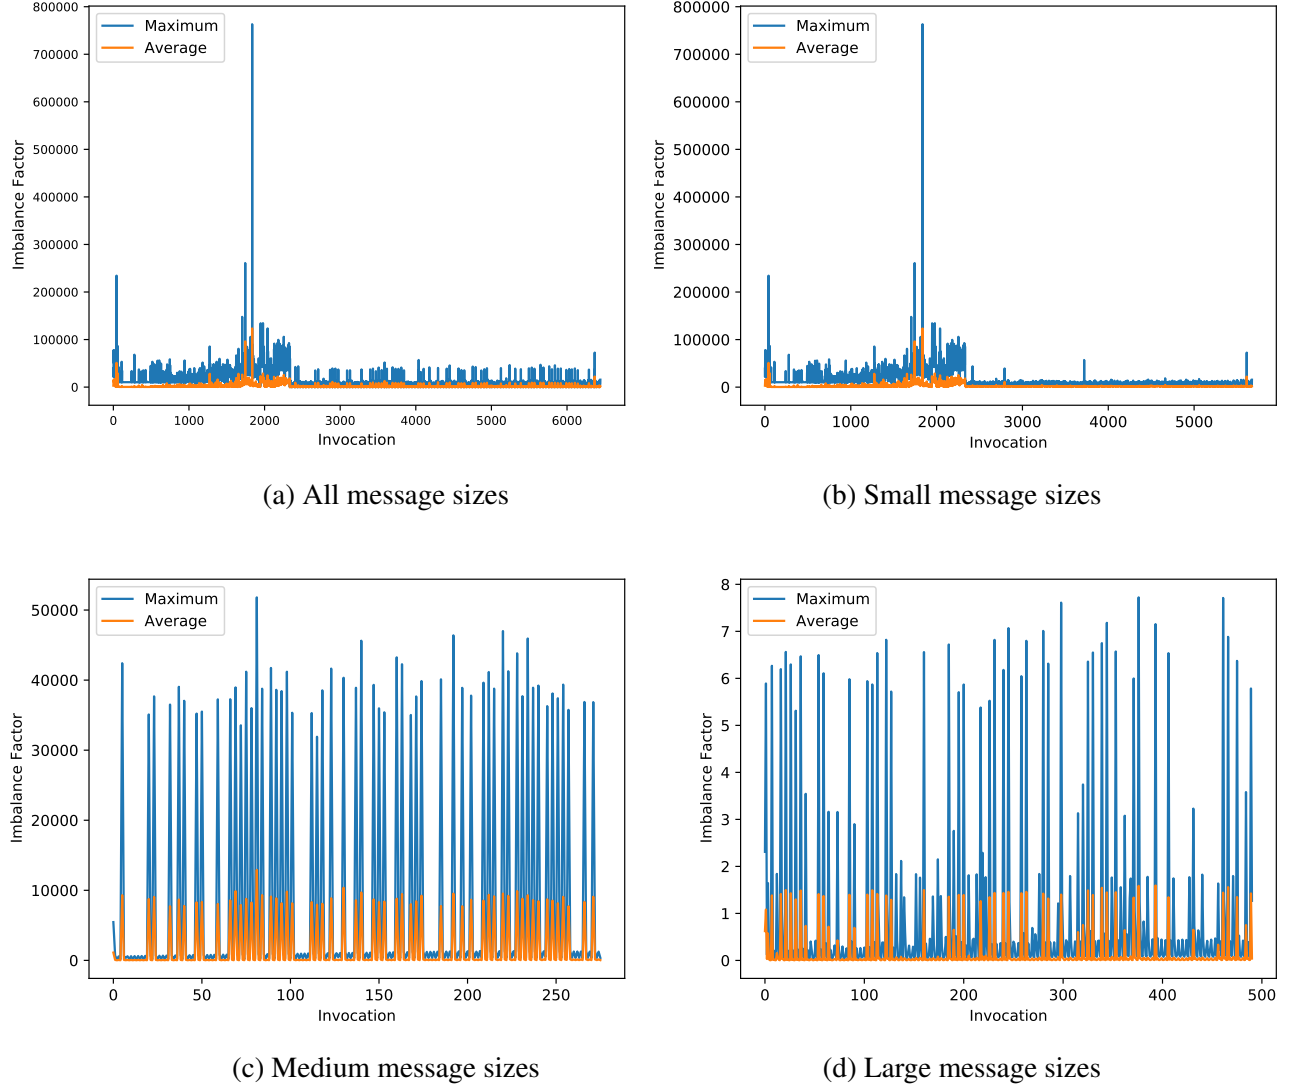 800000
700000
600000
500000
400000
300000
200000
100000
0
Imbalance Factor
Maximum
Average
0 1000 2000 3000 4000 5000 6000
Invocation
(a) All message sizes
800000
700000
600000
500000
400000
300000
200000
100000
0
Imbalance Factor
Maximum
Average
0 1000 2000 3000 4000 5000
Invocation
(b) Small message sizes
50000
40000
30000
20000
10000
0
Imbalance Factor
Maximum
Average
0 50 100 150 200 250
Invocation
(c) Medium message sizes
8
7
6
5
4
3
2
1
0
Imbalance Factor
Maximum
Average
0 100 200 300 400 500
Invocation
(d) Large message sizes